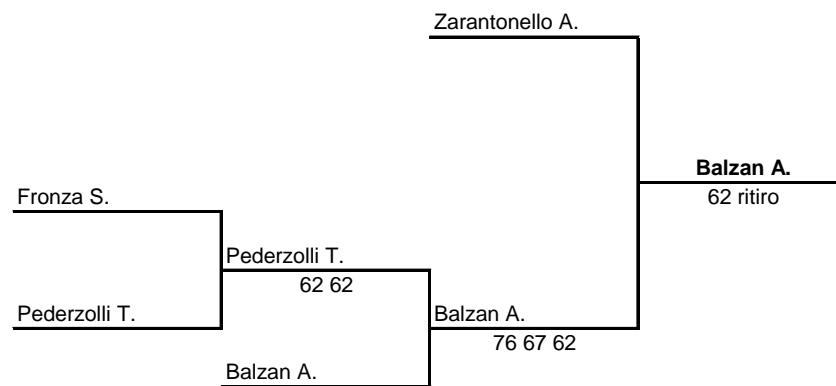 Zarantonello A.
Balzan A.
62 ritiro
Fronza S.
Pederzolli T.
62 62
Pederzolli T.
Balzan A.
76 67 62
Balzan A.